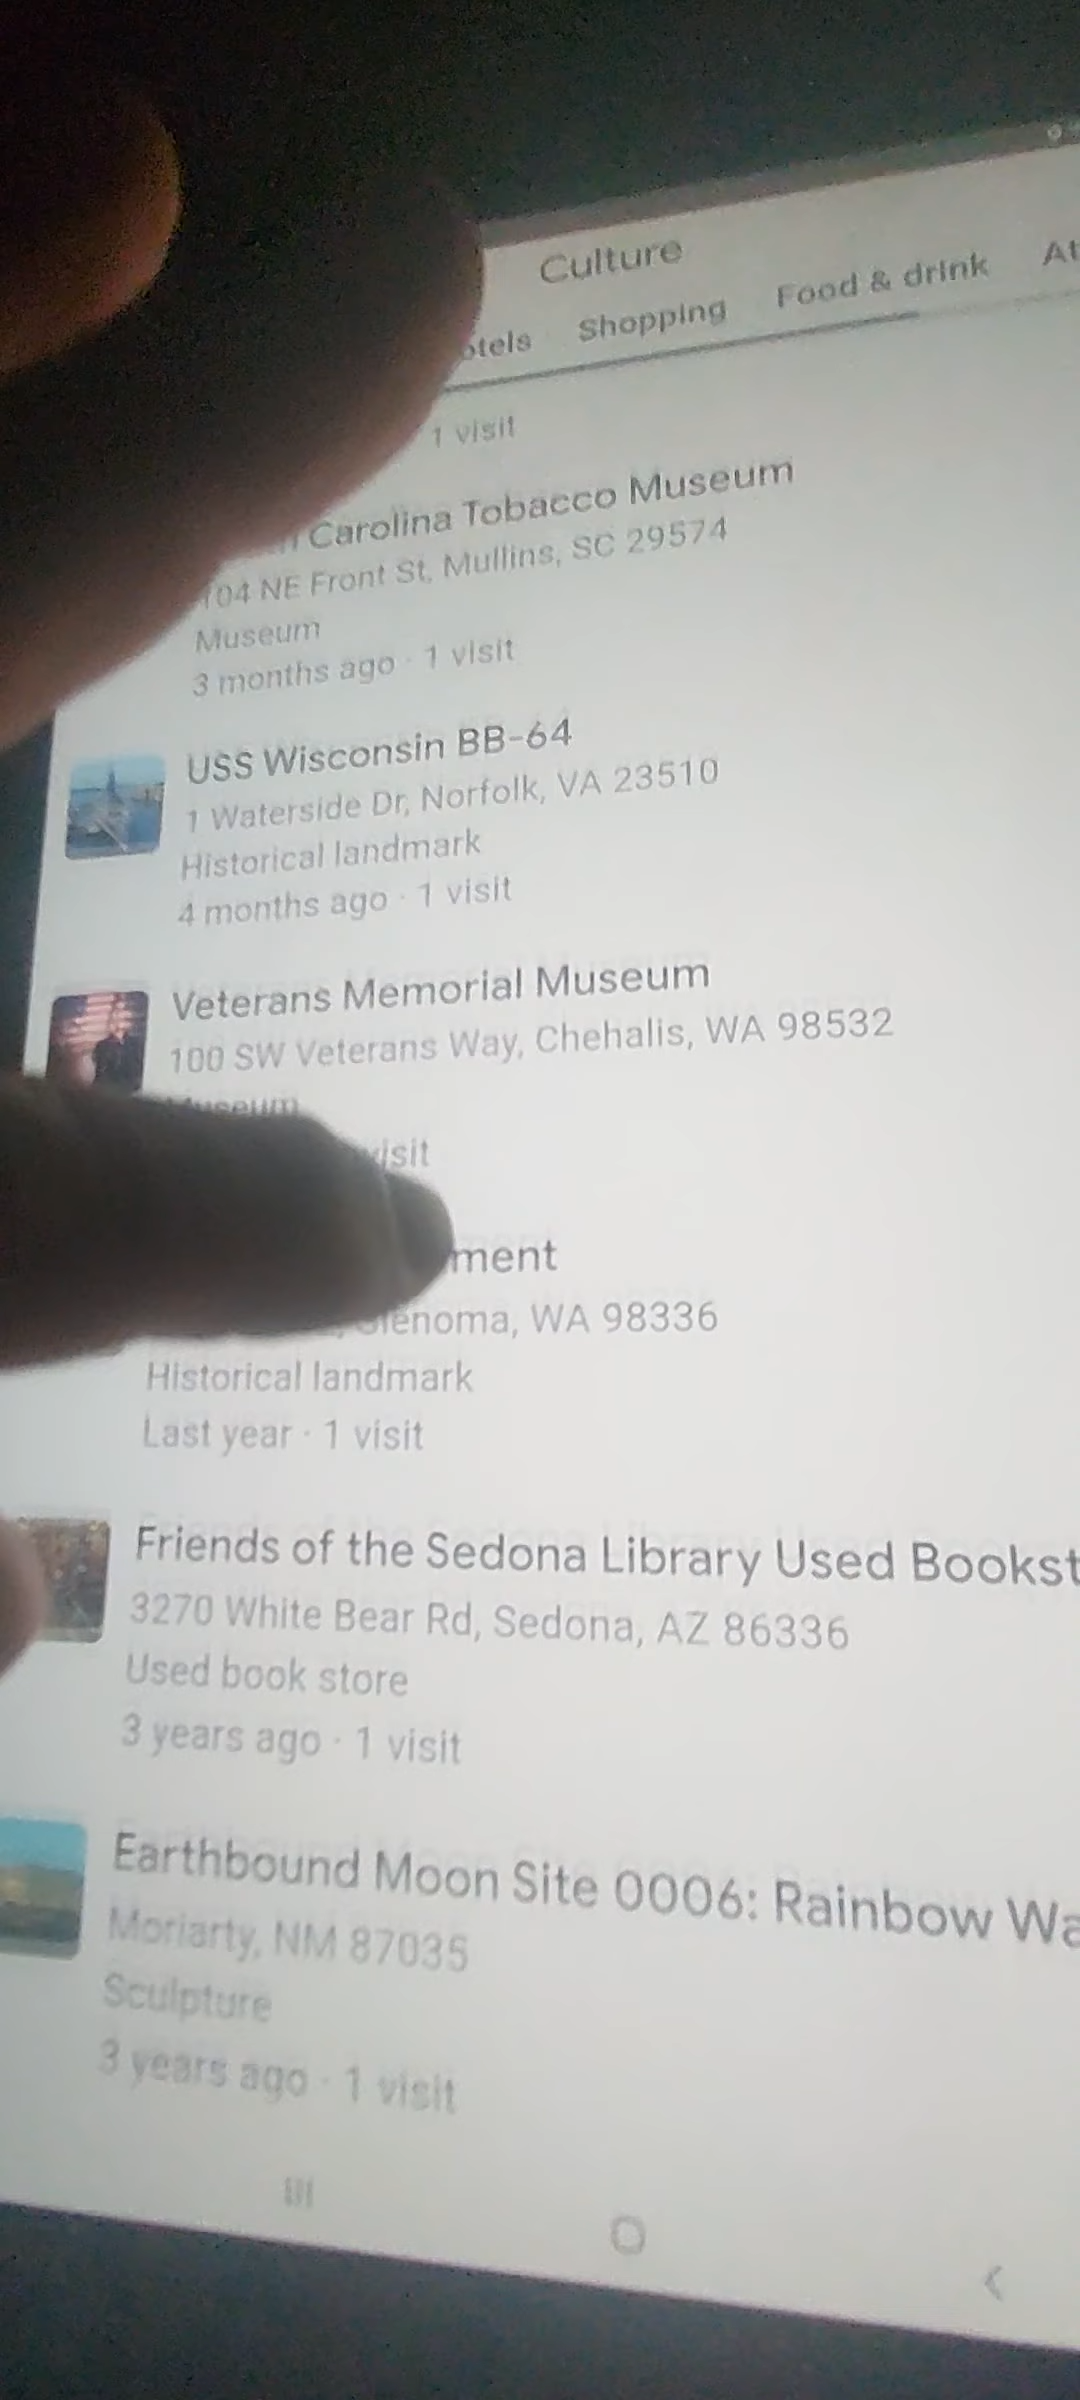 Culture
Shopping Food & drink
1 visit
Carolina Tobacco Museum
104 NE Front St, Mullins, SC 29574
Museum
3 months ago · 1 visit
USS Wisconsin BB-64
1 Waterside Dr, Norfolk, VA 23510
Historical landmark
4 months ago · 1 visit
Veterans Memorial Museum
100 SW Veterans Way, Chehalis, WA 98532
Museum
visit
Glenoma, WA 98336
Historical landmark
Last year · 1 visit
Friends of the Sedona Library Used
3270 White Bear Rd, Sedona, AZ 86336
Used book store
3 years ago · 1 visit
Earthbound Moon Site 0006: Rainbow
Moriarty, NM 87035
Sculpture
3 years ago · 1 visit